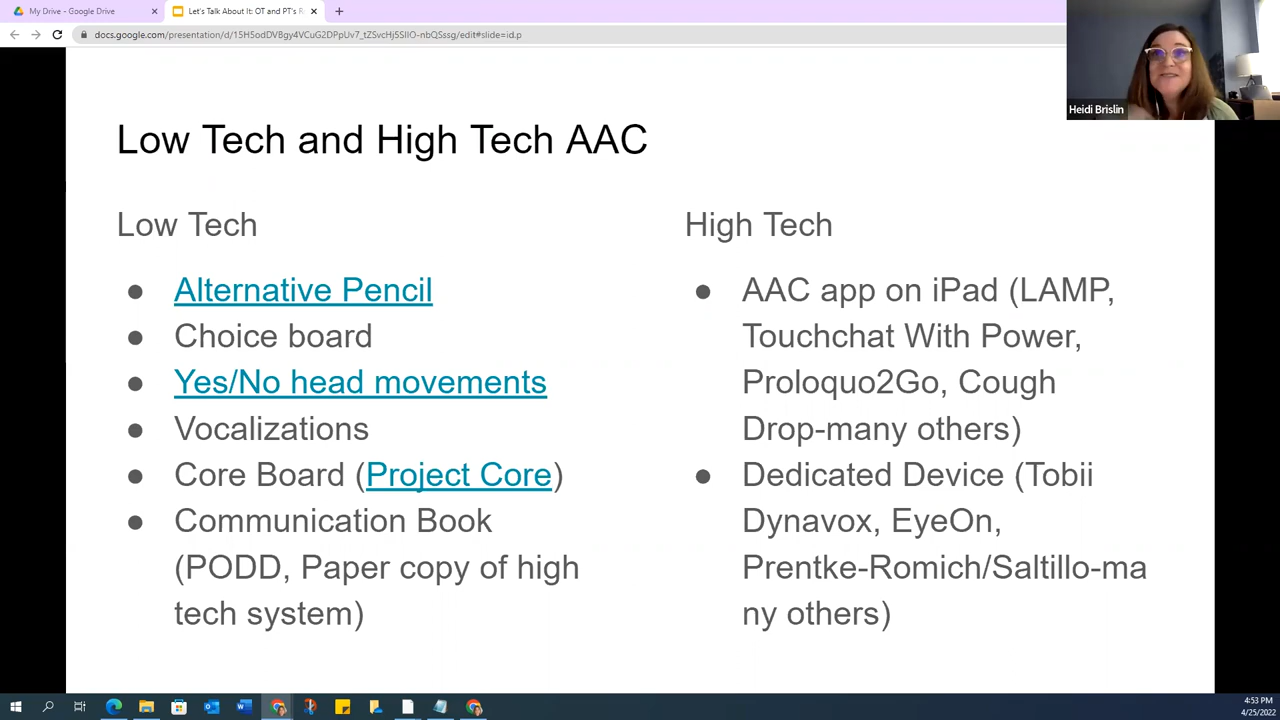 My Drive - Google Drive
Let's Talk About It: OT and PT's R
docs.google.com/presentation/d/15H5odDVBgy4VCuG2DPpUv7_tZSvcHj5SIIO-nbQSssg/edit#slide=id.p
Heidi Brislin
Low Tech and High Tech AAC
Low Tech
● Alternative Pencil
● Choice board
● Yes/No head movements
● Vocalizations
● Core Board (Project Core)
● Communication Book
(PODD, Paper copy of high
tech system)
High Tech
● AAC app on iPad (LAMP,
Touchchat With Power,
Proloquo2Go, Cough
Drop-many others)
● Dedicated Device (Tobii
Dynavox, EyeOn,
Prentke-Romich/Saltillo-ma
ny others)
4:53 PM
4/25/2022